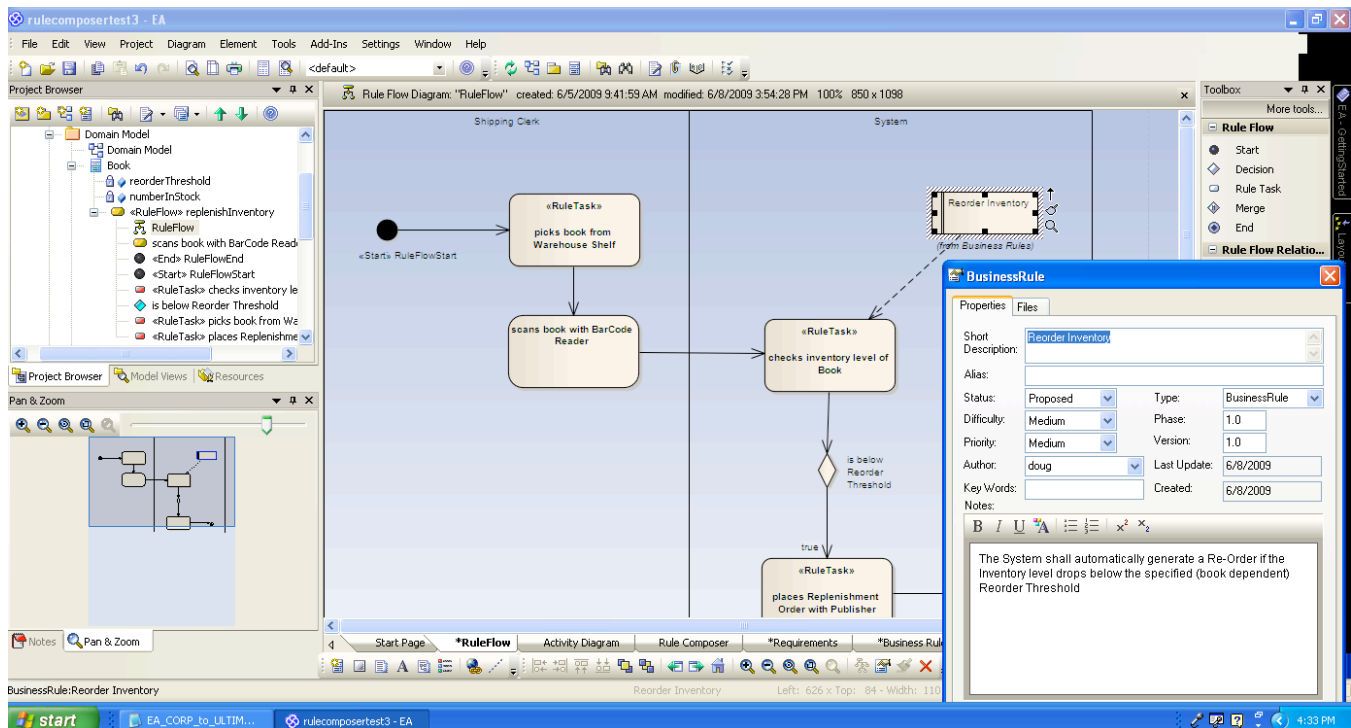 rulecomposertest3 - EA
File Edit View Project Diagram Element Tools Add-Ins Settings Window Help
<default>
Project Browser
Rule Flow Diagram: "RuleFlow" created: 6/5/2009 9:41:59 AM modified: 6/8/2009 3:54:28 PM 100% 850 x 1098
Toolbox
More tools...
Rule Flow
Start
Decision
Rule Task
Merge
End
Rule Flow Relatio...
EA - GettingStarted
Domain Model
Domain Model
Book
reorderThreshold
numberInStock
«RuleFlow» replenishInventory
RuleFlow
scans book with BarCode Read
«End» RuleFlowEnd
«Start» RuleFlowStart
«RuleTask» checks inventory le
is below Reorder Threshold
«RuleTask» picks book from Wa
«RuleTask» places Replenishme
Project Browser Model Views Resources
Pan & Zoom
Notes Pan & Zoom
Shipping Clerk
System
«Start» RuleFlowStart
«RuleTask»
picks book from
Warehouse Shelf
scans book with BarCode
Reader
Reorder Inventory
(from Business Rules)
«RuleTask»
checks inventory level of
Book
is below
Reorder
Threshold
true
«RuleTask»
places Replenishment
Order with Publisher
BusinessRule
Properties Files
Short
Description:
Reorder Inventory
Alias:
Status: Proposed Type: BusinessRule
Difficulty: Medium Phase: 1.0
Priority: Medium Version: 1.0
Author: doug Last Update: 6/8/2009
Key Words: Created: 6/8/2009
Notes:
B I U A x² x₂
The System shall automatically generate a Re-Order if the
Inventory level drops below the specified (book dependent)
Reorder Threshold
Start Page *RuleFlow Activity Diagram Rule Composer *Requirements *Business Rul
BusinessRule:Reorder Inventory
Reorder Inventory Left: 626 x Top: 84 - Width: 110
start EA_CORP_to_ULTIM... rulecomposertest3 - EA 4:33 PM